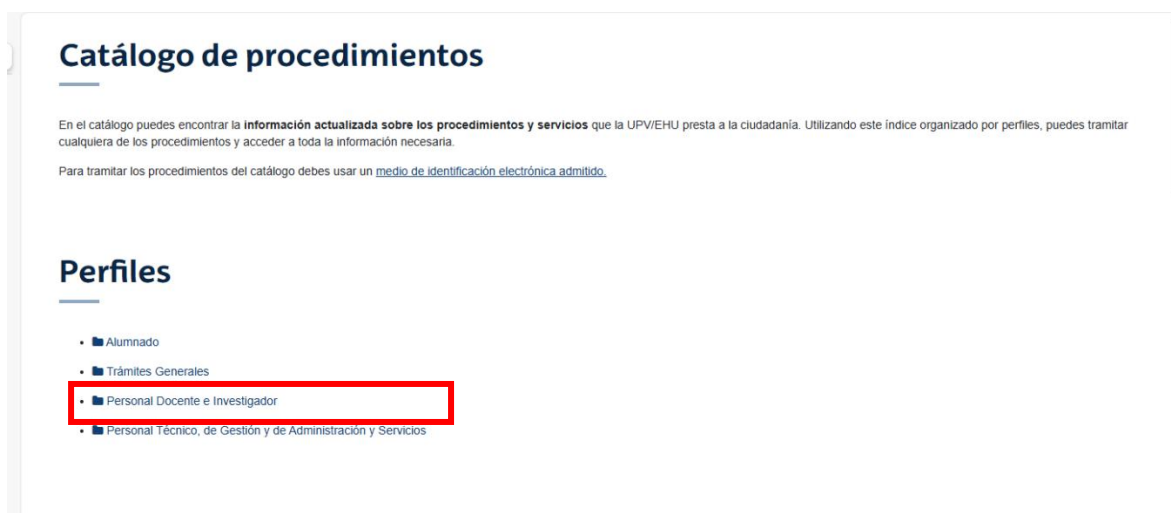 Catálogo de procedimientos
En el catálogo puedes encontrar la información actualizada sobre los procedimientos y servicios que la UPV/EHU presta a la ciudadanía. Utilizando este índice organizado por perfiles, puedes tramitar
cualquiera de los procedimientos y acceder a toda la información necesaria.
Para tramitar los procedimientos del catálogo debes usar un medio de identificación electrónica admitido.
Perfiles
Alumnado
Trámites Generales
Personal Docente e Investigador
Personal Técnico, de Gestión y de Administración y Servicios